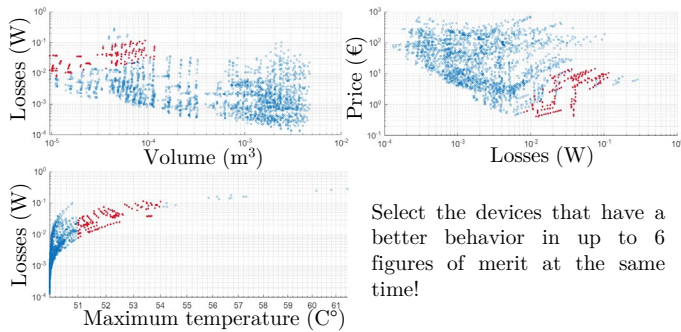 Losses (W)
10^0
10^-1
10^-2
10^-3
10^-4
10^-5
10^-4
10^-3
10^-2
Volume (m³)
Price (€)
10^3
10^2
10^1
10^0
10^-1
10^-4
10^-3
10^-2
10^-1
10^0
Losses (W)
Losses (W)
10^0
10^-1
10^-2
10^-3
10^-4
51 52 53 54 55 56 57 58 59 60 61
Maximum temperature (C°)
Select the devices that have a
better behavior in up to 6
figures of merit at the same
time!